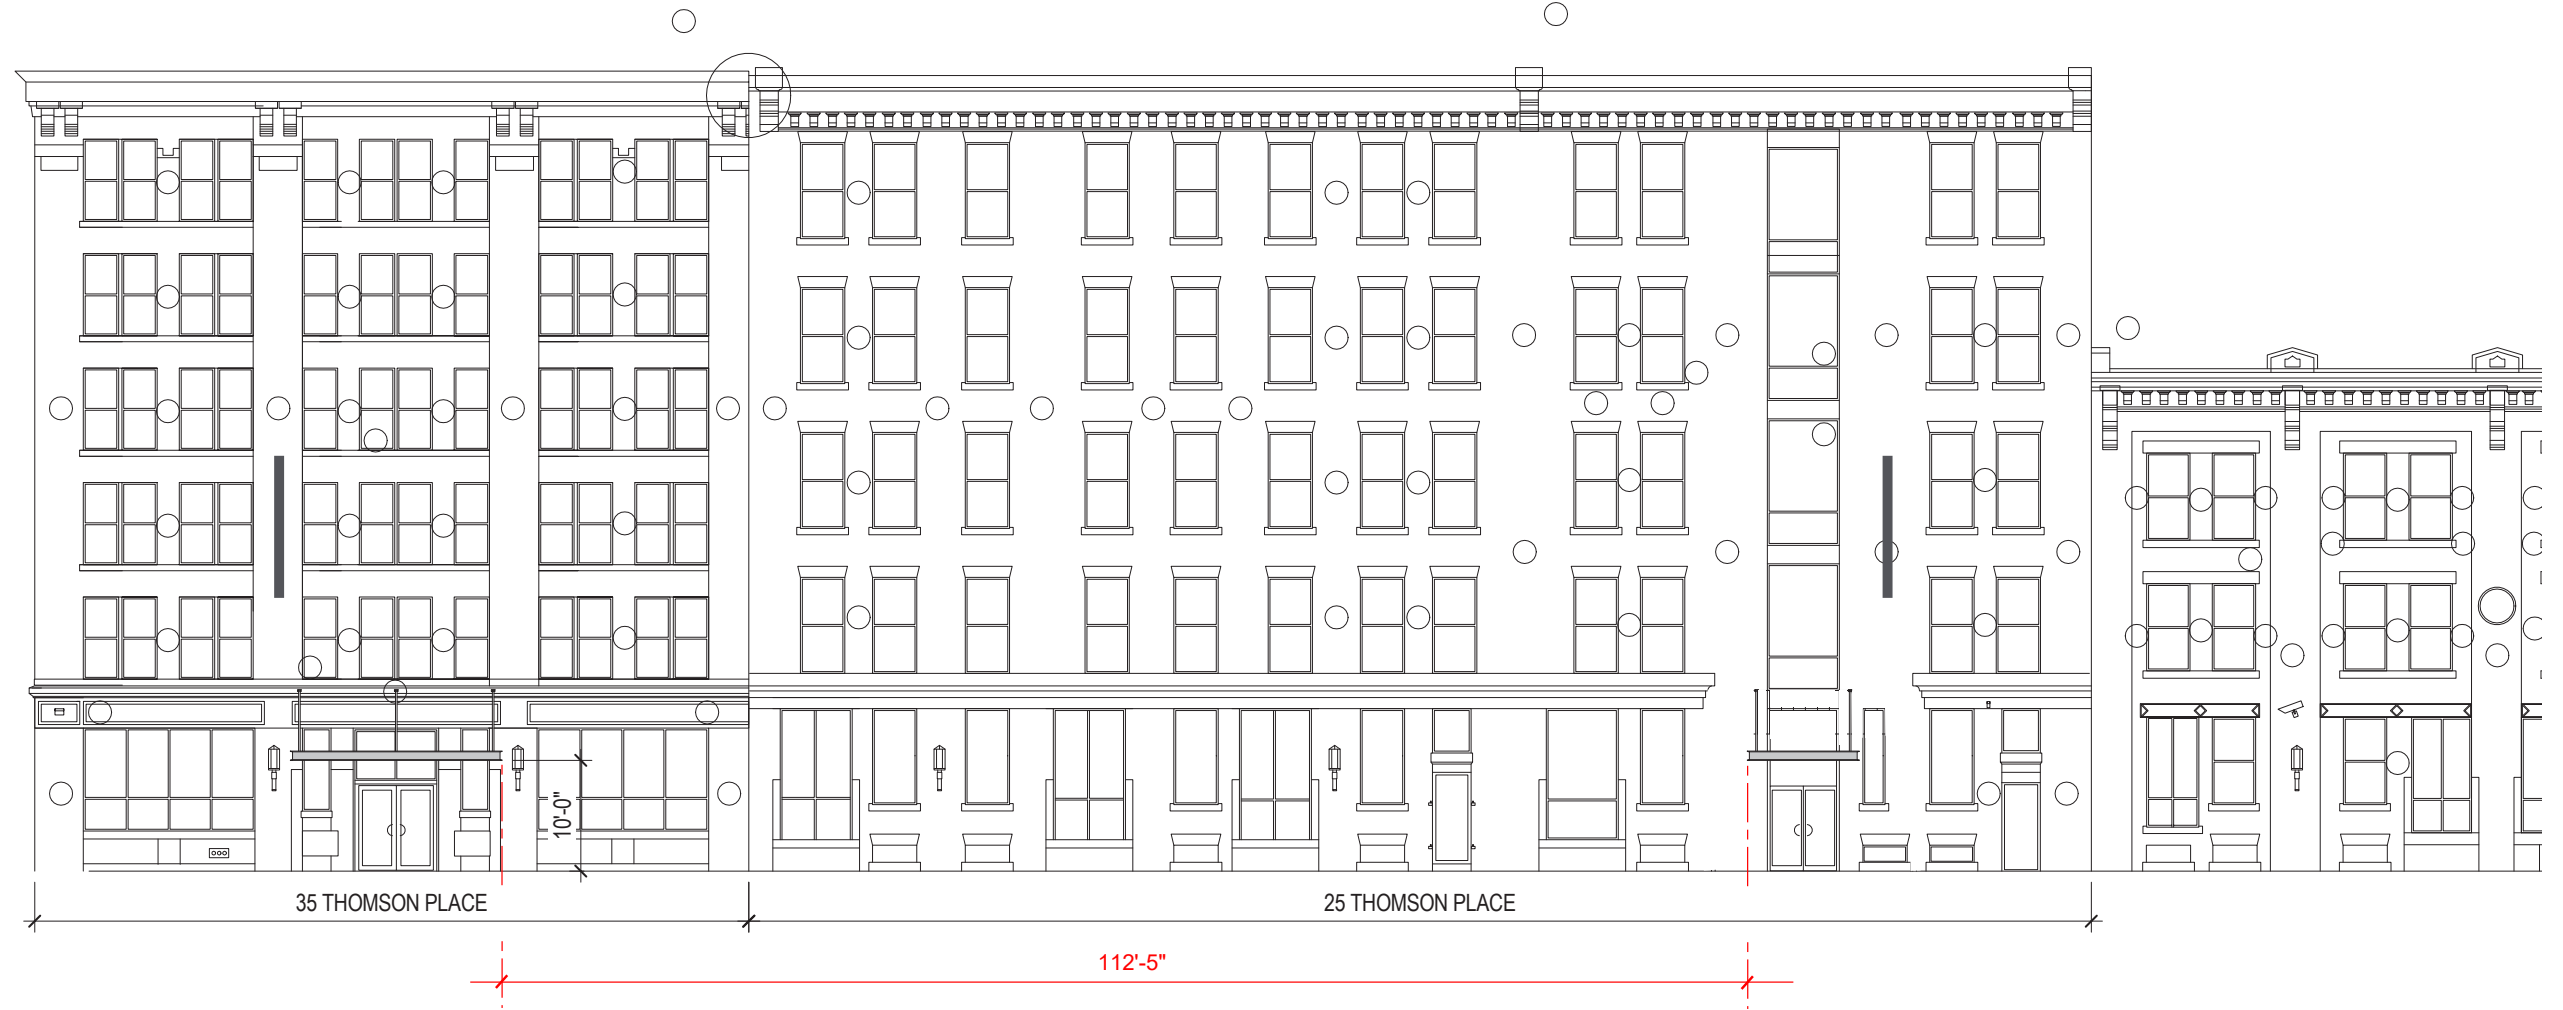 10'-0"
35 THOMSON PLACE
25 THOMSON PLACE
112'-5"